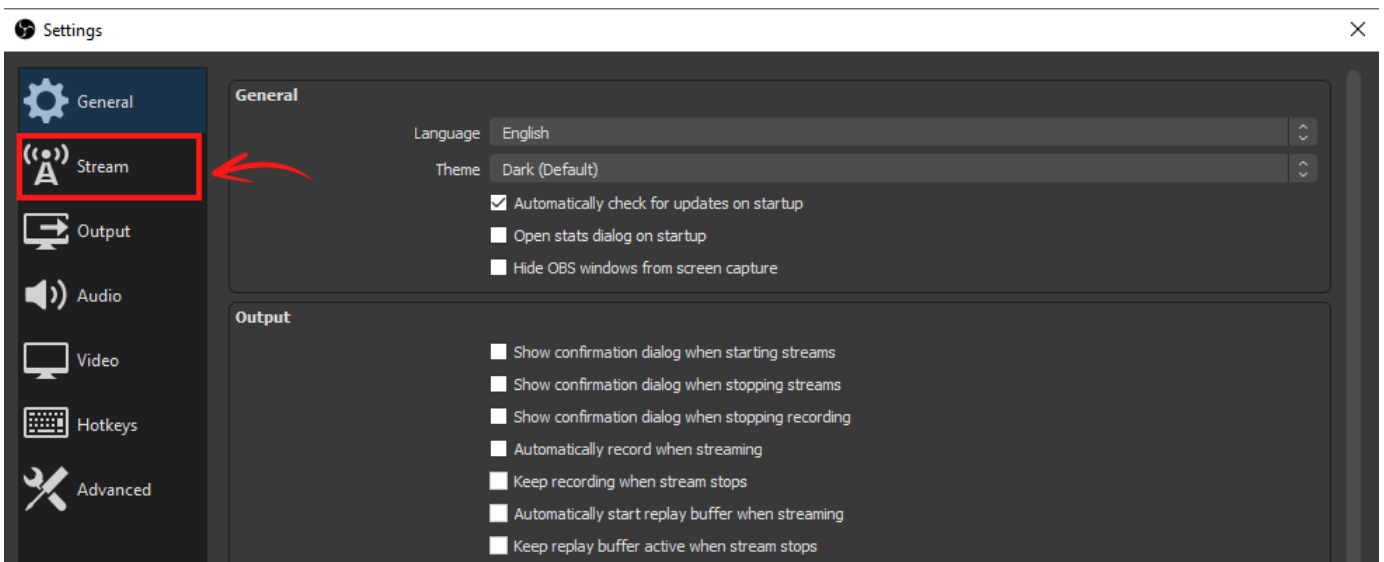 Settings
General
Stream
Output
Audio
Video
Hotkeys
Advanced
General
Language English
Theme Dark (Default)
Automatically check for updates on startup
Open stats dialog on startup
Hide OBS windows from screen capture
Output
Show confirmation dialog when starting streams
Show confirmation dialog when stopping streams
Show confirmation dialog when stopping recording
Automatically record when streaming
Keep recording when stream stops
Automatically start replay buffer when streaming
Keep replay buffer active when stream stops